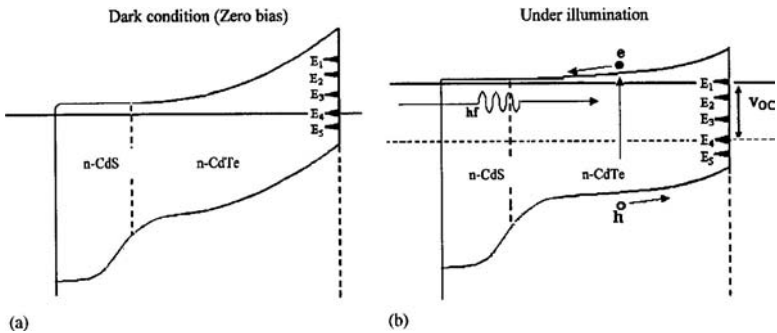 Dark condition (Zero bias)
E1
E2
E3
E4
E5
n-CdS
n-CdTe
(a)
Under illumination
e
E1
E2
E3
E4
E5
VOC
hf
n-CdS
n-CdTe
h
(b)